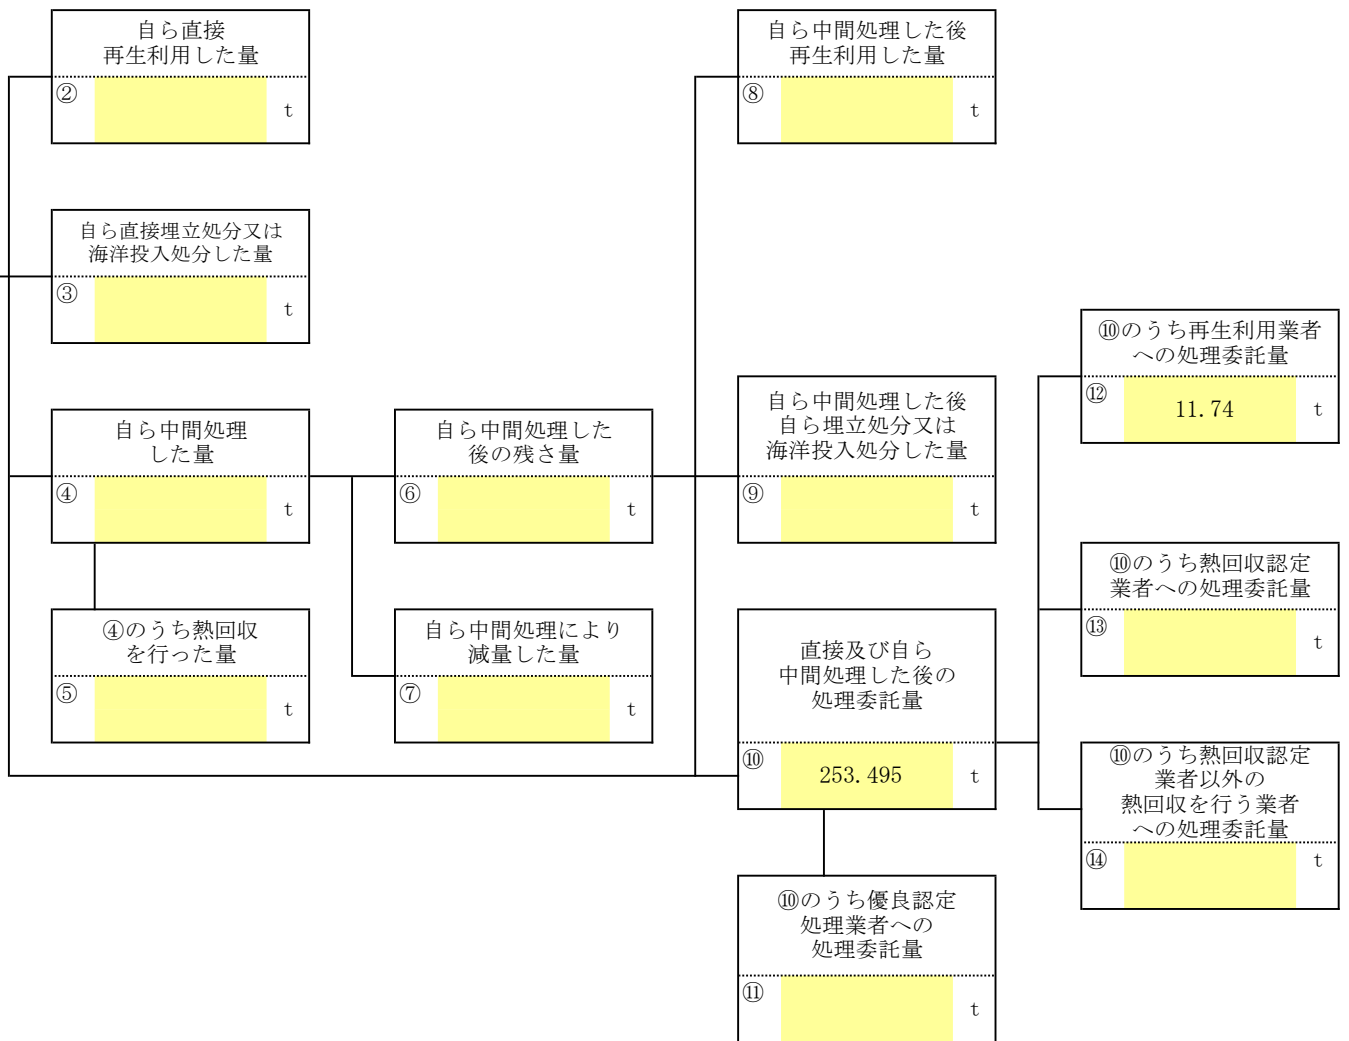 自ら直接
再生利用した量
②
t
自ら中間処理した後
再生利用した量
⑧
t
自ら直接埋立処分又は
海洋投入処分した量
③
t
⑩のうち再生利用業者
への処理委託量
⑫
11.74
t
自ら中間処理
した量
④
t
自ら中間処理した
後の残さ量
⑥
t
自ら中間処理した後
自ら埋立処分又は
海洋投入処分した量
⑨
t
⑩のうち熱回収認定
業者への処理委託量
⑬
t
④のうち熱回収
を行った量
⑤
t
自ら中間処理により
減量した量
⑦
t
直接及び自ら
中間処理した後の
処理委託量
⑩
253.495
t
⑩のうち熱回収認定
業者以外の
熱回収を行う業者
への処理委託量
⑭
t
⑩のうち優良認定
処理業者への
処理委託量
⑪
t